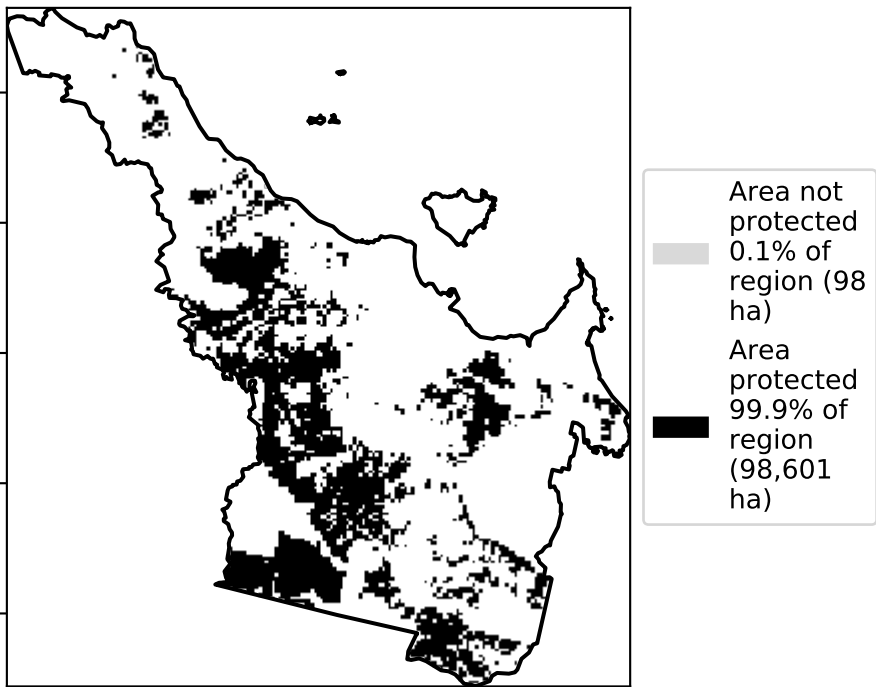 Area not
protected
0.1% of
region (98
ha)
Area
protected
99.9% of
region
(98,601
ha)